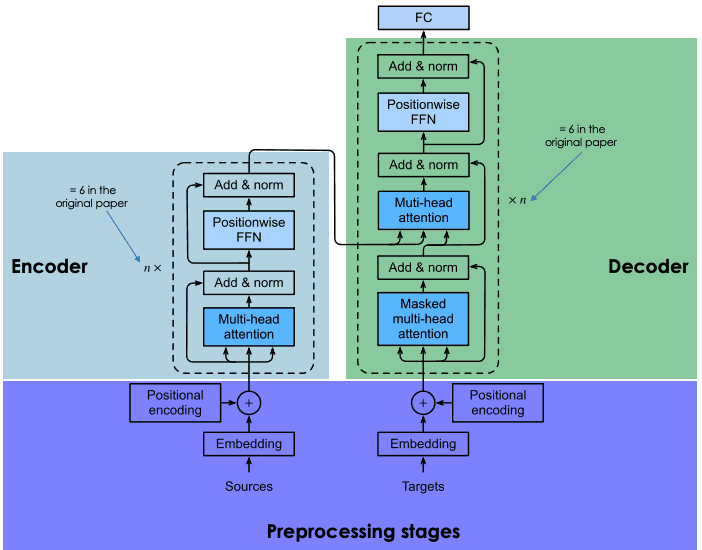 FC
Add & norm
Positionwise
FFN
Add & norm
Muti-head
attention
Add & norm
Masked
multi-head
attention
× n
= 6 in the
original paper
Decoder
Add & norm
Positionwise
FFN
Add & norm
Multi-head
attention
n ×
= 6 in the
original paper
Encoder
Positional
encoding
+
Embedding
Sources
+
Positional
encoding
Embedding
Targets
Preprocessing stages